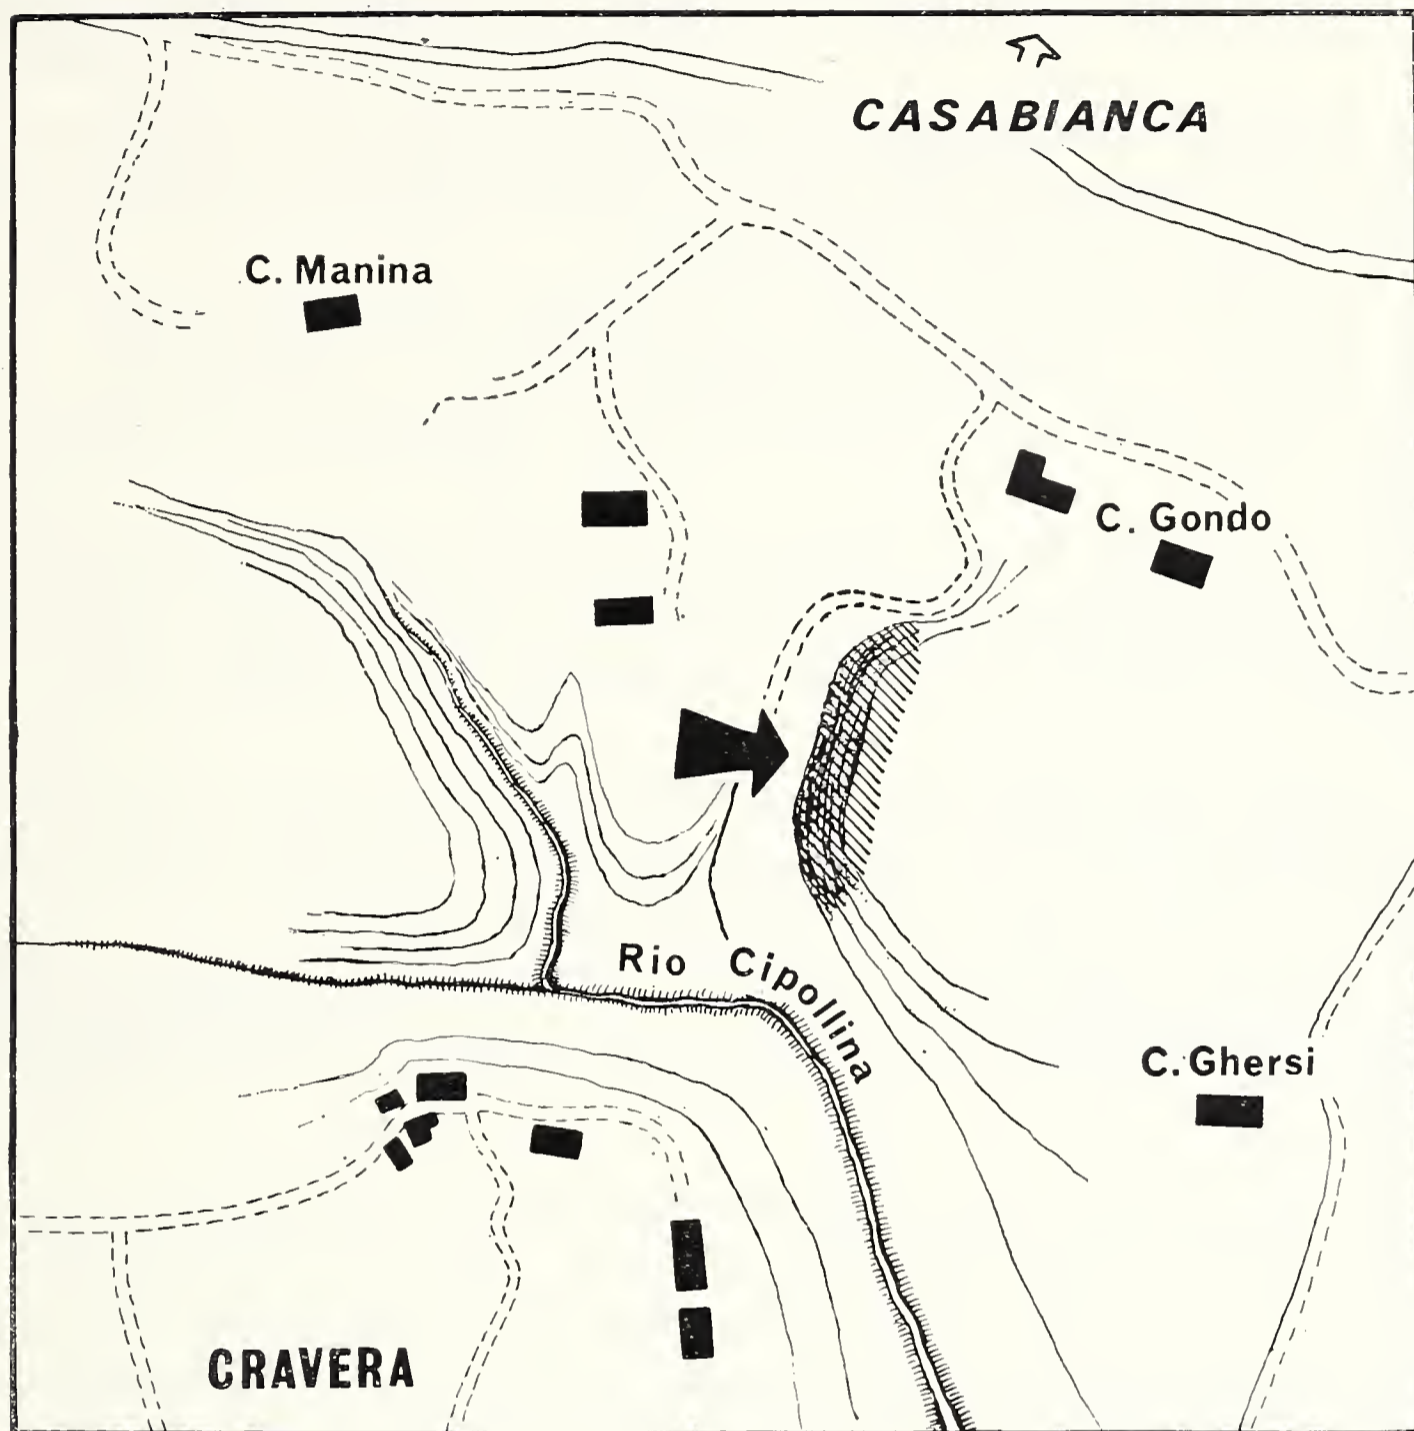 CASABIANCA
C. Manina
C. Gondo
Rio Cipollina
C. Ghersi
CRAVERA